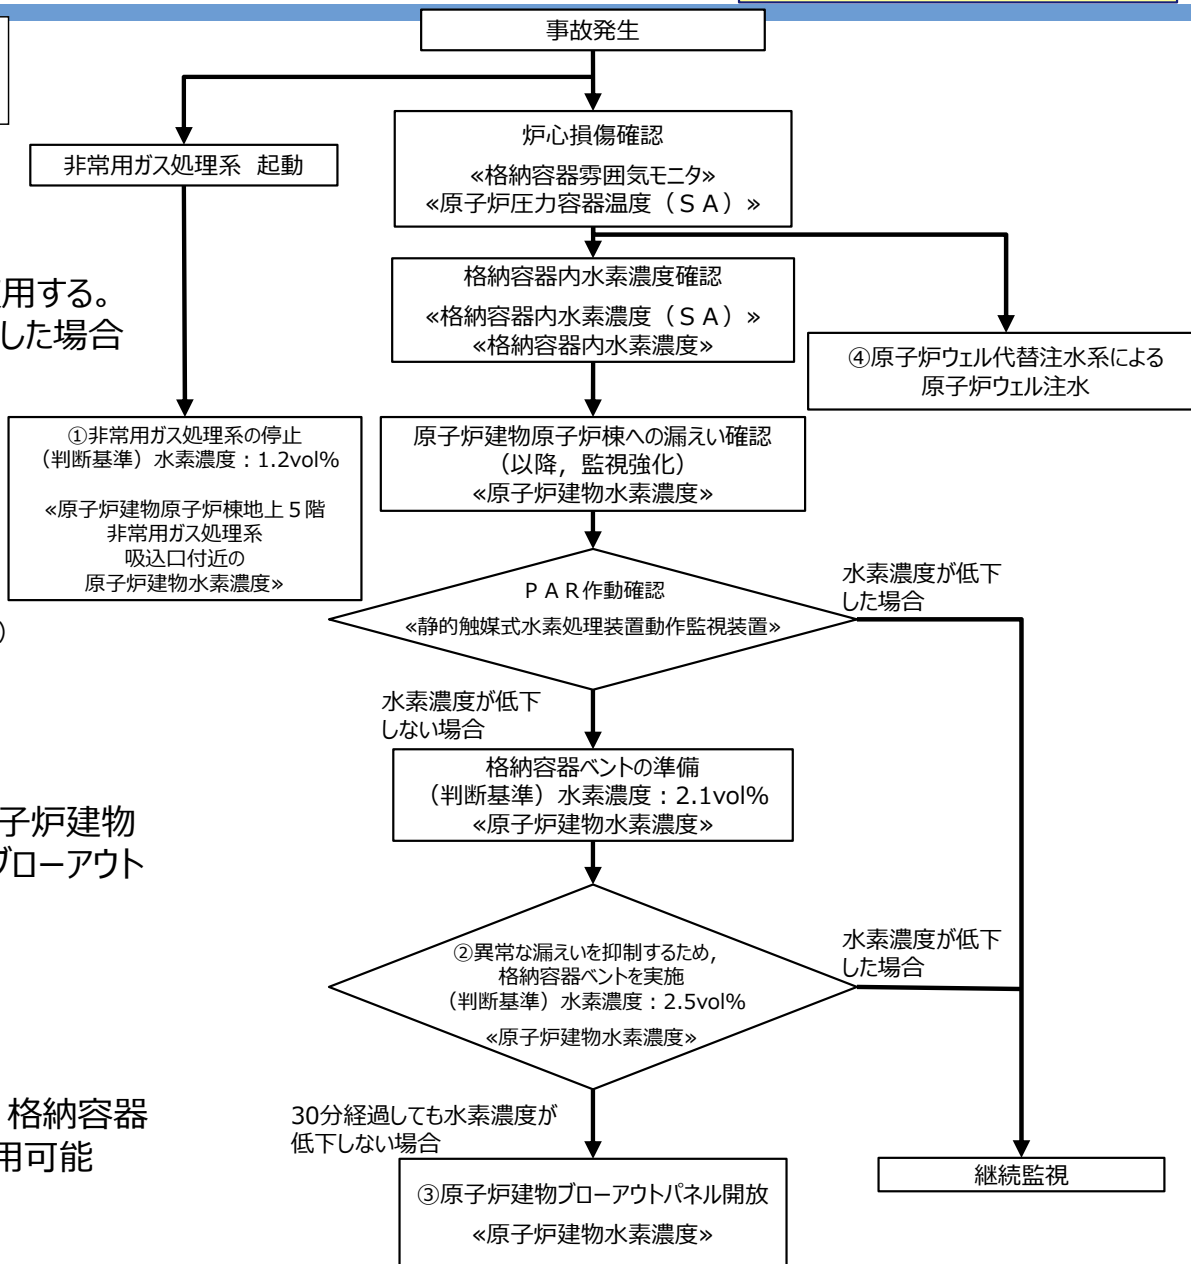 事故発生
非常用ガス処理系 起動
炉心損傷確認
≪格納容器雰囲気モニタ≫
≪原子炉圧力容器温度（ＳＡ）≫
用する。
した場合
格納容器内水素濃度確認
≪格納容器内水素濃度（ＳＡ）≫
≪格納容器内水素濃度≫
④原子炉ウェル代替注水系による
原子炉ウェル注水
①非常用ガス処理系の停止
（判断基準）水素濃度：1.2vol%
≪原子炉建物原子炉棟地上５階
非常用ガス処理系
吸込口付近の
原子炉建物水素濃度≫
）
原子炉建物原子炉棟への漏えい確認
（以降，監視強化）
≪原子炉建物水素濃度≫
ＰＡＲ作動確認
≪静的触媒式水素処理装置動作監視装置≫
水素濃度が低下
した場合
水素濃度が低下
しない場合
格納容器ベントの準備
（判断基準）水素濃度：2.1vol%
≪原子炉建物水素濃度≫
子炉建物
ブローアウト
②異常な漏えいを抑制するため，
格納容器ベントを実施
（判断基準）水素濃度：2.5vol%
≪原子炉建物水素濃度≫
水素濃度が低下
した場合
格納容器
用可能
30分経過しても水素濃度が
低下しない場合
③原子炉建物ブローアウトパネル開放
≪原子炉建物水素濃度≫
継続監視